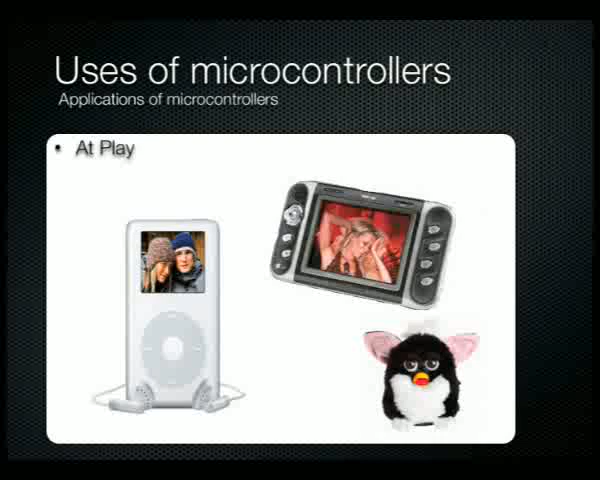 Uses of microcontrollers
Applications of microcontrollers
• At Play